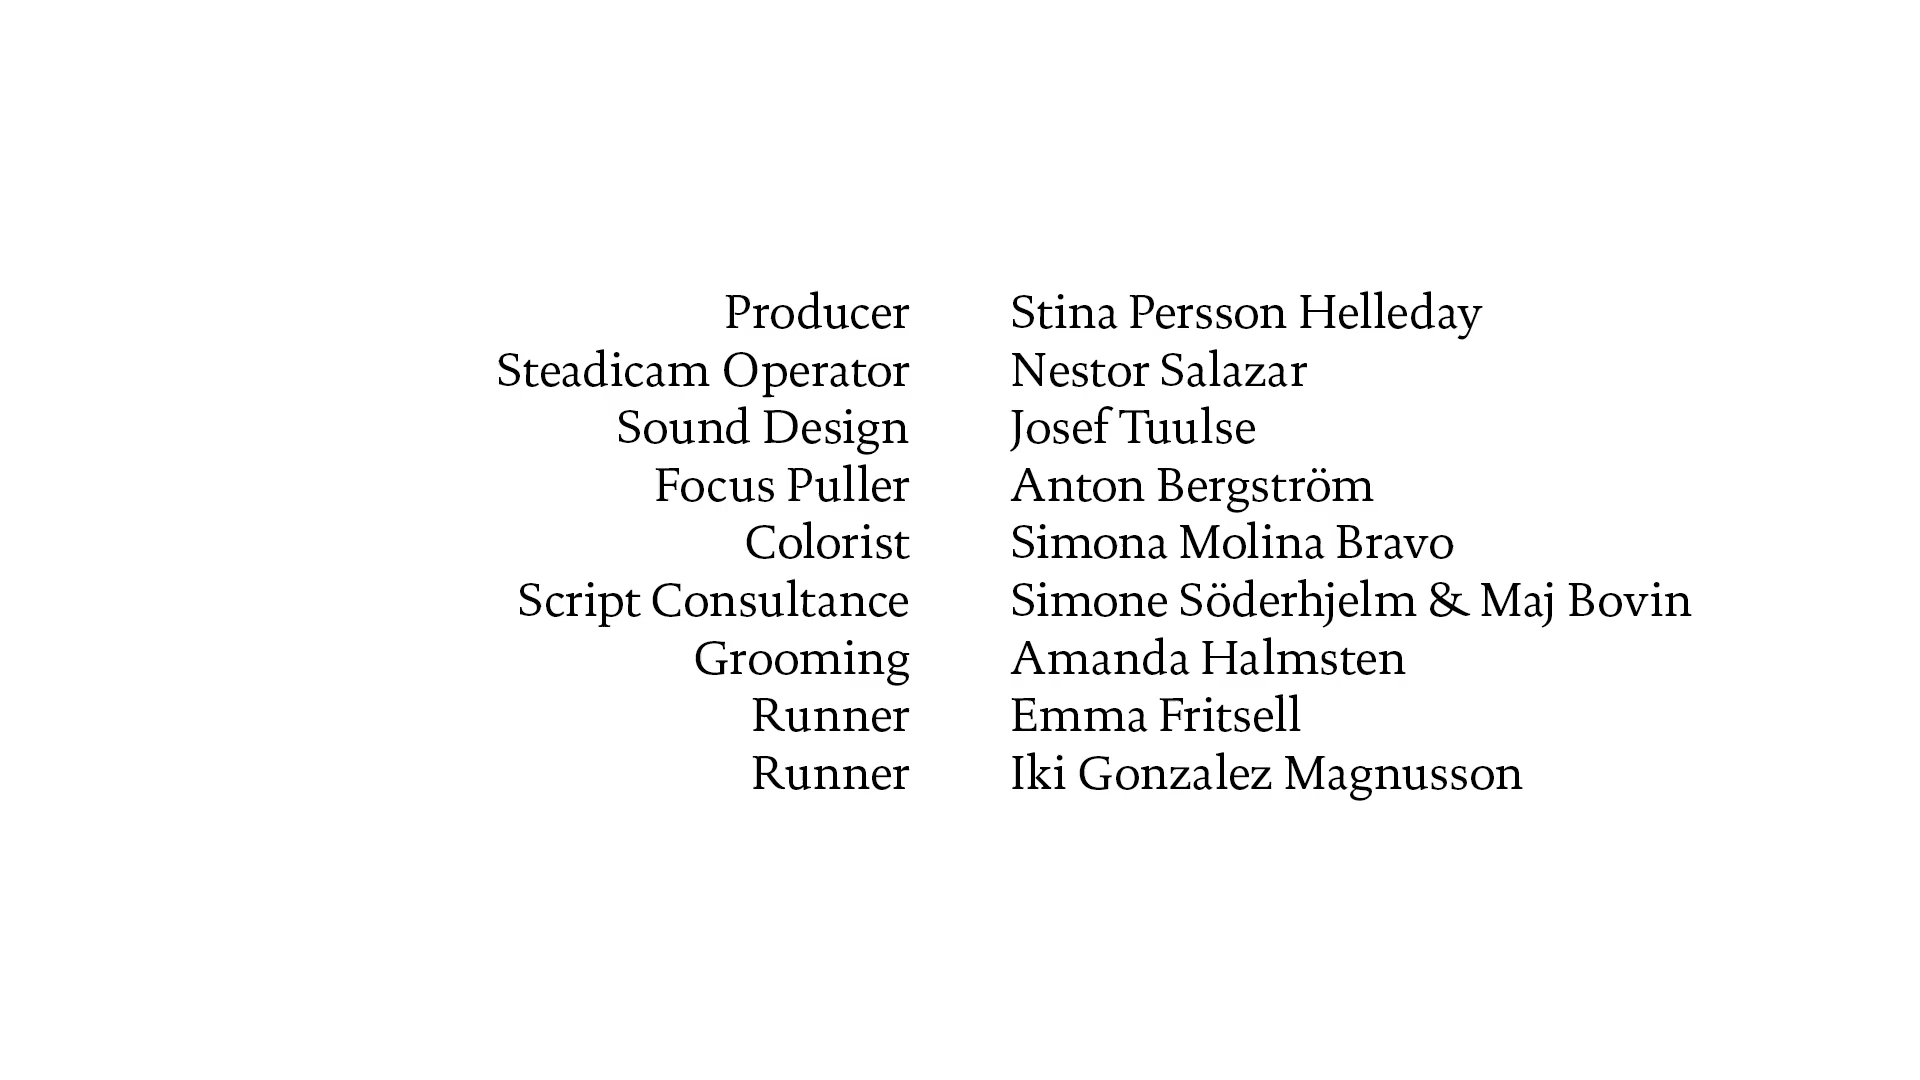 Producer Stina Persson Helleday
Steadicam Operator Nestor Salazar
Sound Design Josef Tuulse
Focus Puller Anton Bergström
Colorist Simona Molina Bravo
Script Consultance Simone Söderhjelm & Maj Bovin
Grooming Amanda Halmsten
Runner Emma Fritsell
Runner Iki Gonzalez Magnusson